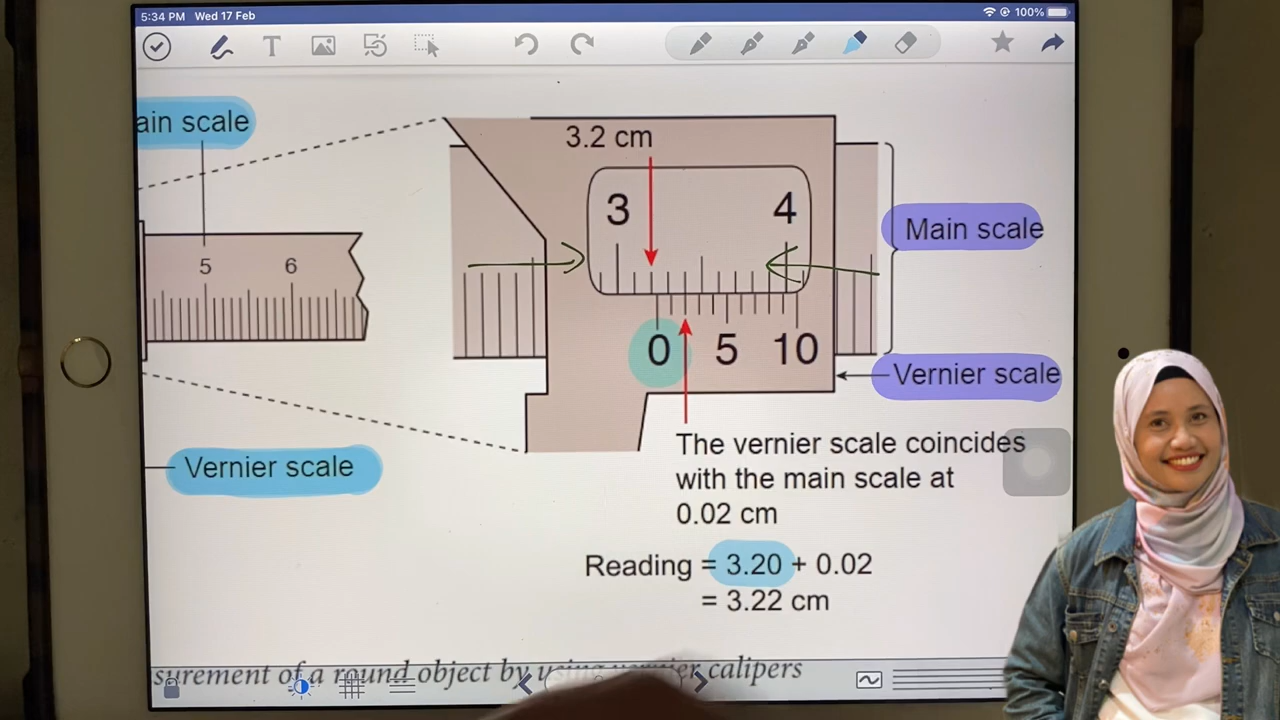 5:34 PM Wed 17 Feb
100%
T
ain scale
3.2 cm
3 4
Main scale
5 6
0 5 10
Vernier scale
Vernier scale
The vernier scale coincides
with the main scale at
0.02 cm
Reading = 3.20 + 0.02
= 3.22 cm
surement of a round object by using vernier calipers